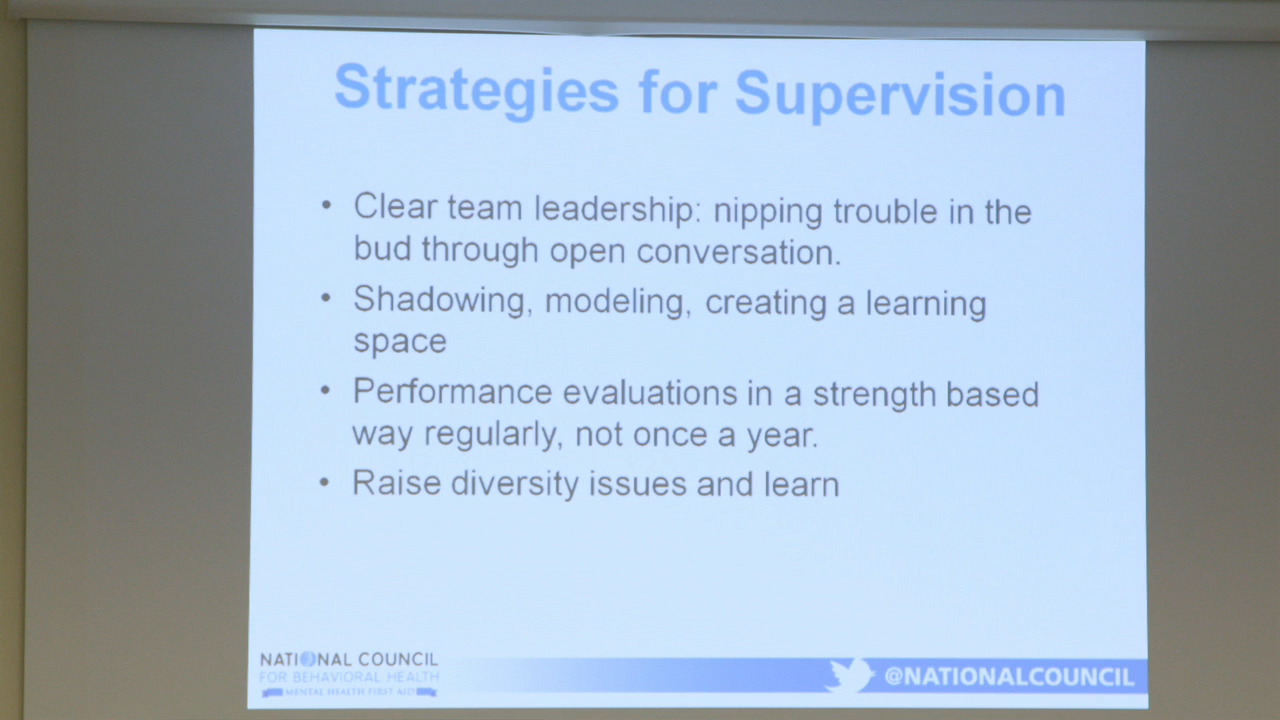 Strategies for Supervision
• Clear team leadership: nipping trouble in the
bud through open conversation.
• Shadowing, modeling, creating a learning
space
• Performance evaluations in a strength based
way regularly, not once a year.
• Raise diversity issues and learn
NATIONAL COUNCIL
FOR BEHAVIORAL HEALTH
MENTAL HEALTH FIRST AID
@NATIONALCOUNCIL